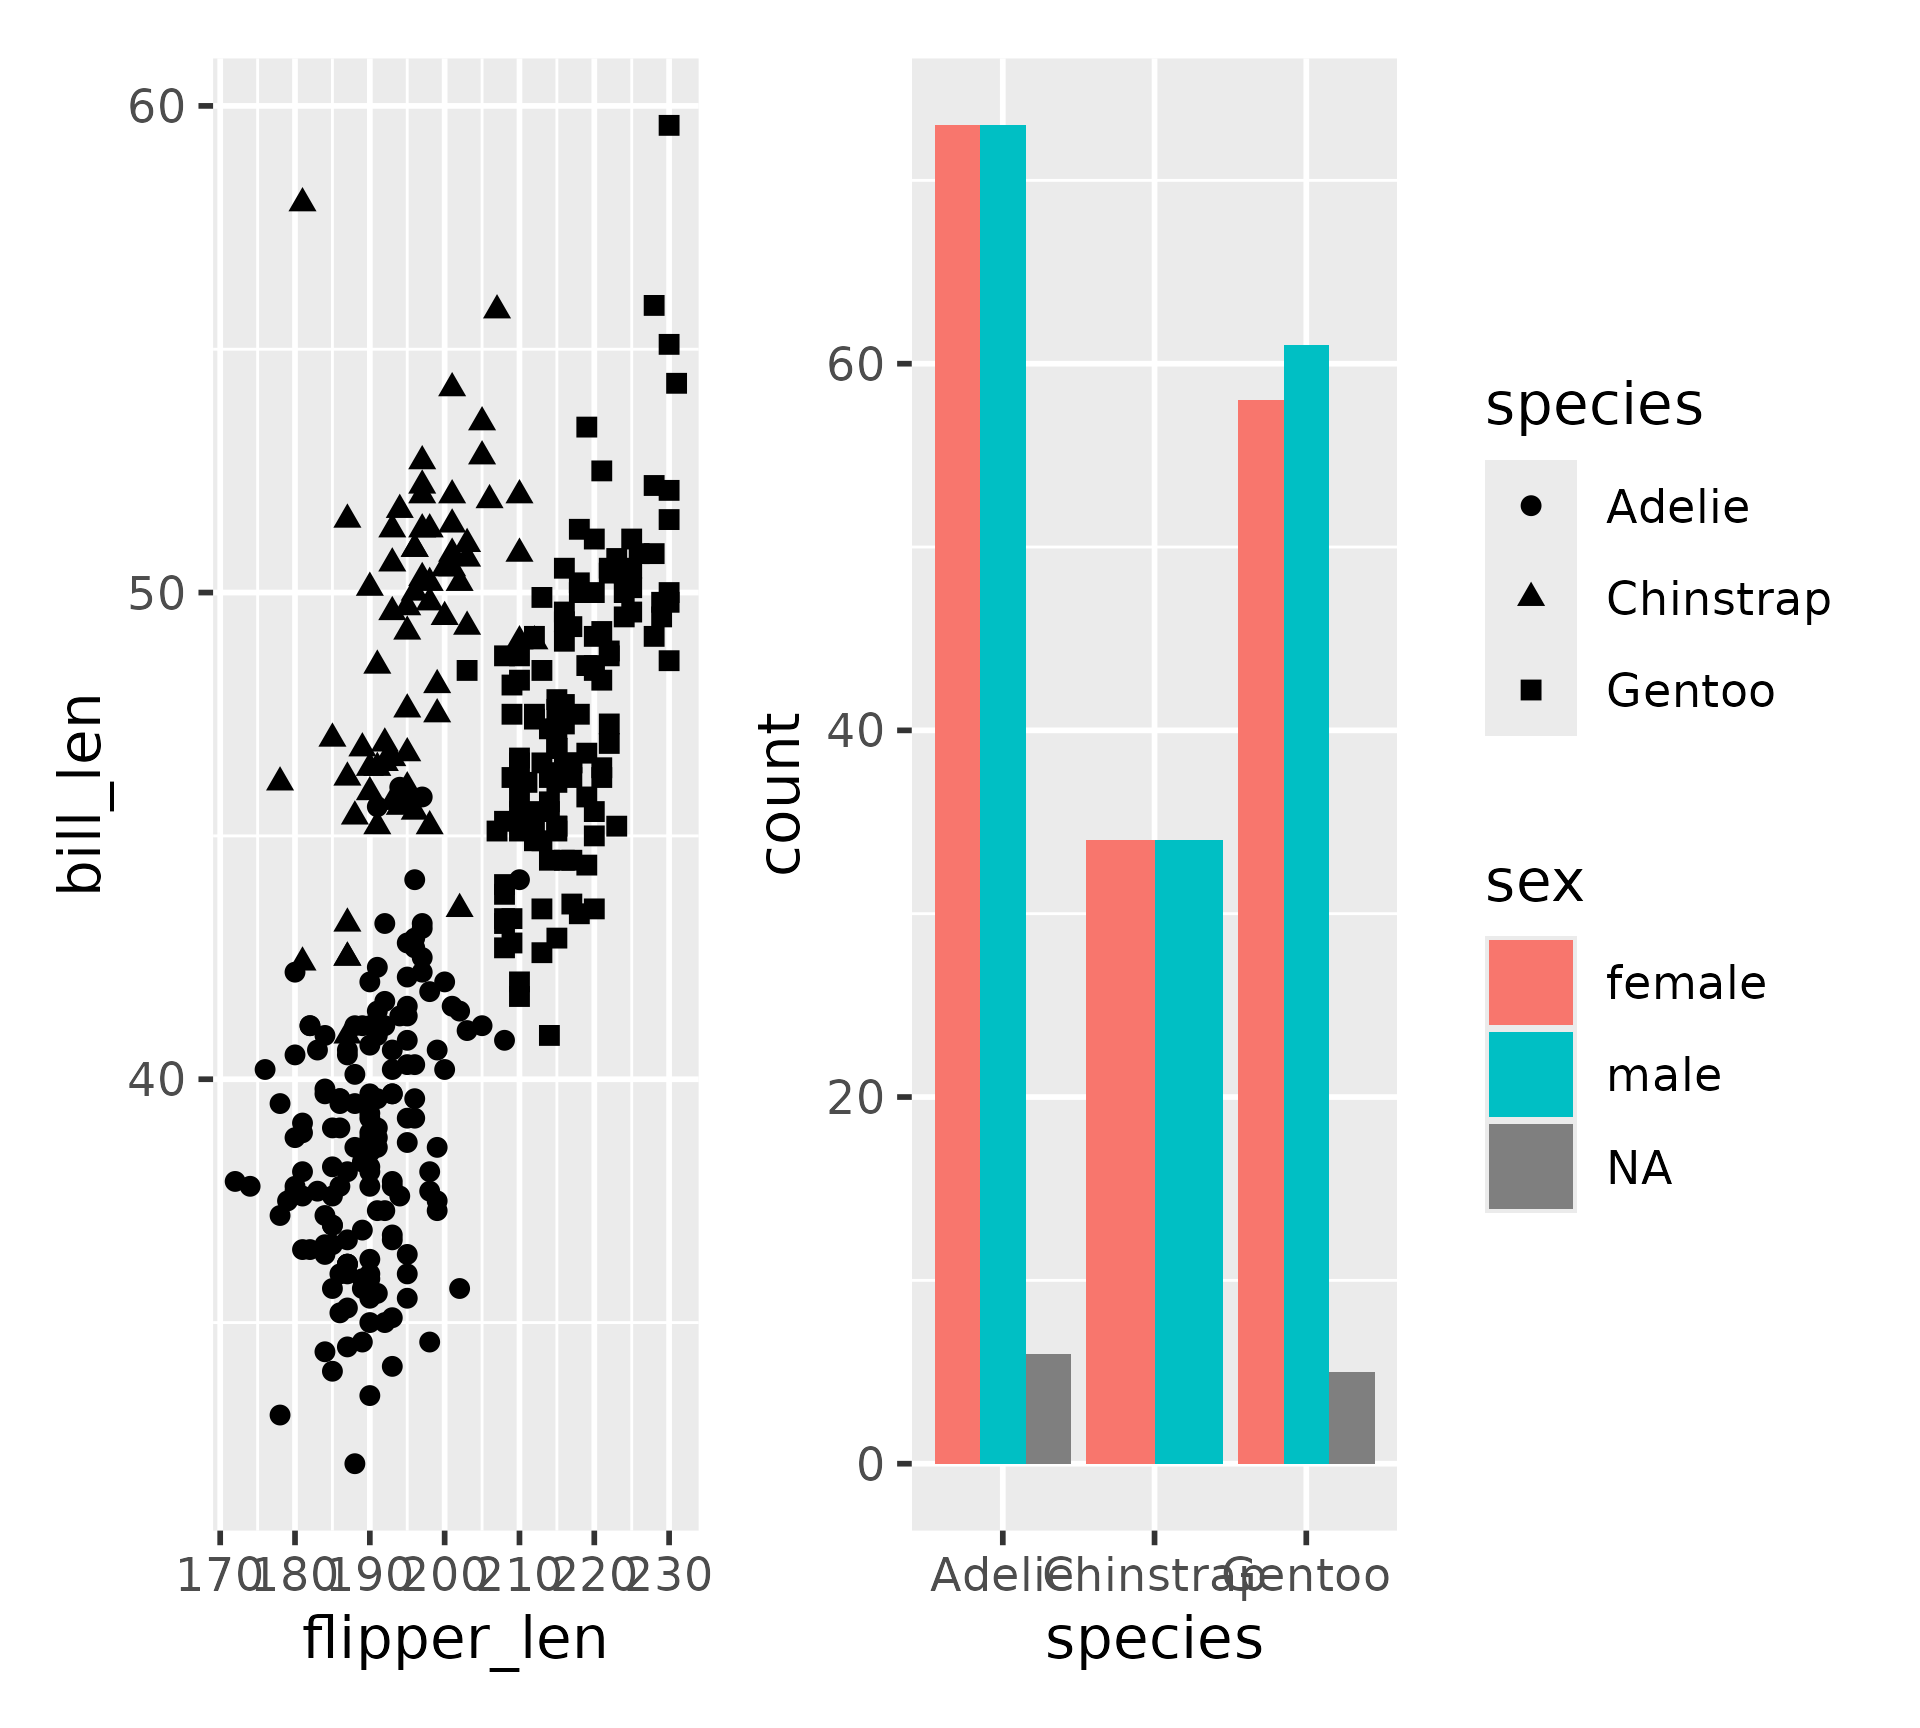 60
50
40
bill_len
170 180 190 200 210 220 230
flipper_len
60
40
20
0
count
Adelie Chinstrap Gentoo
species
species
Adelie
Chinstrap
Gentoo
sex
female
male
NA